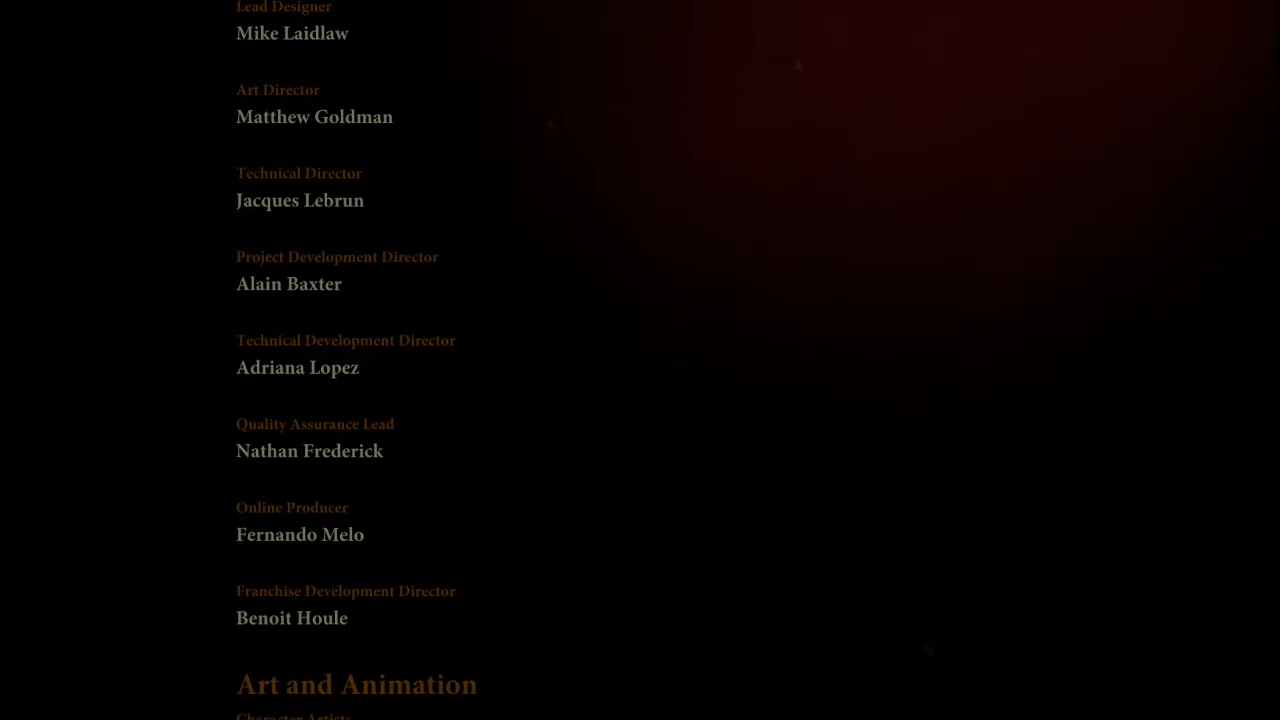 Lead Designer
Mike Laidlaw
Art Director
Matthew Goldman
Technical Director
Jacques Lebrun
Project Development Director
Alain Baxter
Technical Development Director
Adriana Lopez
Quality Assurance Lead
Nathan Frederick
Online Producer
Fernando Melo
Franchise Development Director
Benoit Houle
Art and Animation
Character Artists